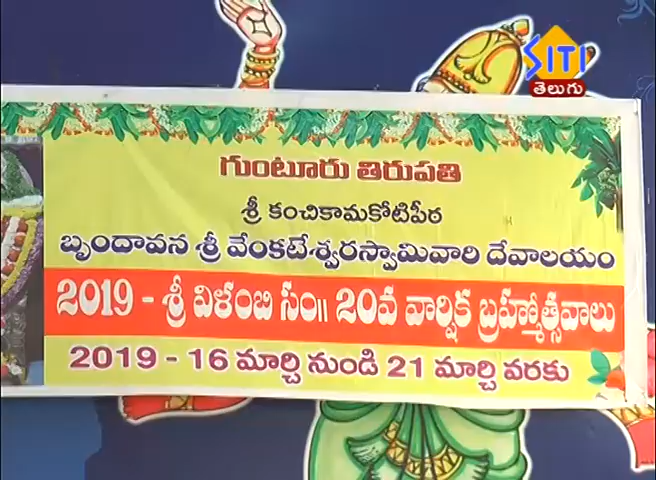 SITI
తెలుగు
గుంటూరు తిరుపతి
శ్రీ కంచికామకోటిపీఠ
బృందావన శ్రీ వేంకటేశ్వరస్వామివారి దేవాలయం
2019 - శ్రీ విళంబి సం॥ 20వ వార్షిక బ్రహ్మోత్సవాలు
2019 - 16 మార్చి నుండి 21 మార్చి వరకు